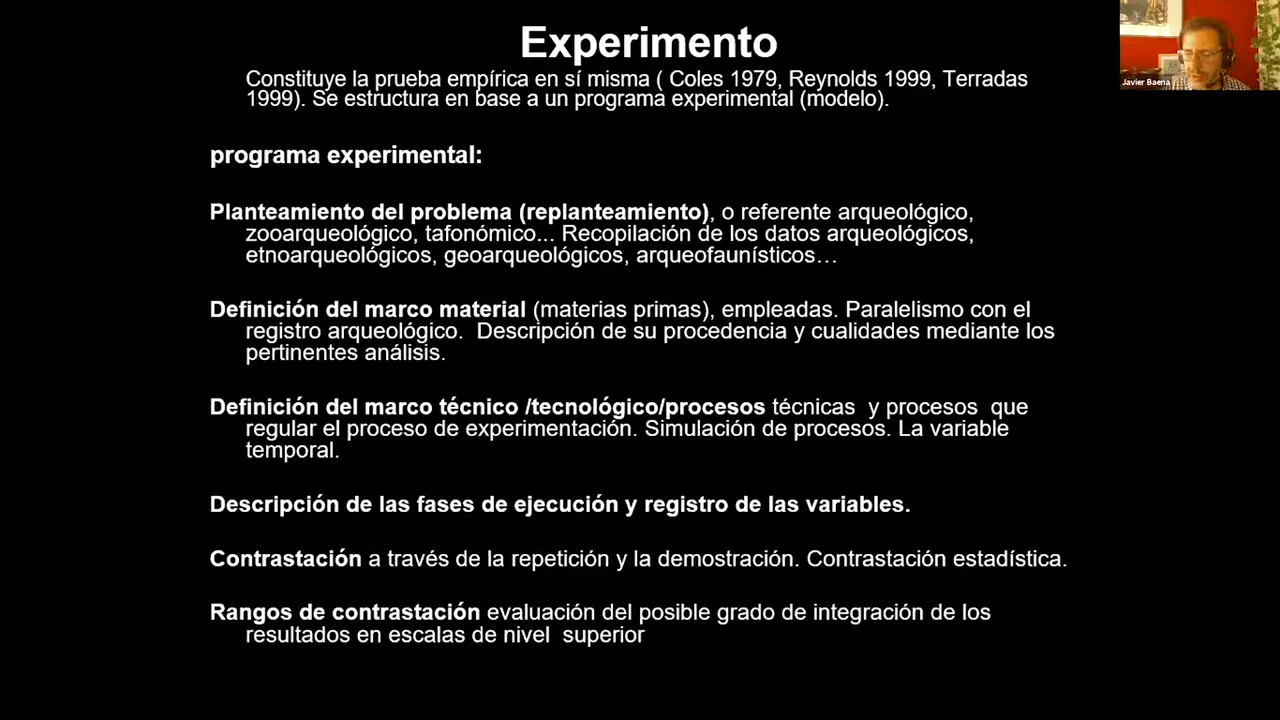 Experimento
Constituye la prueba empírica en sí misma ( Coles 1979, Reynolds 1999, Terradas
1999). Se estructura en base a un programa experimental (modelo).
programa experimental:
Planteamiento del problema (replanteamiento), o referente arqueológico,
zooarqueológico, tafonómico... Recopilación de los datos arqueológicos,
etnoarqueológicos, geoarqueológicos, arqueofaunísticos…
Definición del marco material (materias primas), empleadas. Paralelismo con el
registro arqueológico.  Descripción de su procedencia y cualidades mediante los
pertinentes análisis.
Definición del marco técnico /tecnológico/procesos técnicas  y procesos  que
regular el proceso de experimentación. Simulación de procesos. La variable
temporal.
Descripción de las fases de ejecución y registro de las variables.
Contrastación a través de la repetición y la demostración. Contrastación estadística.
Rangos de contrastación evaluación del posible grado de integración de los
resultados en escalas de nivel  superior
Javier Baena